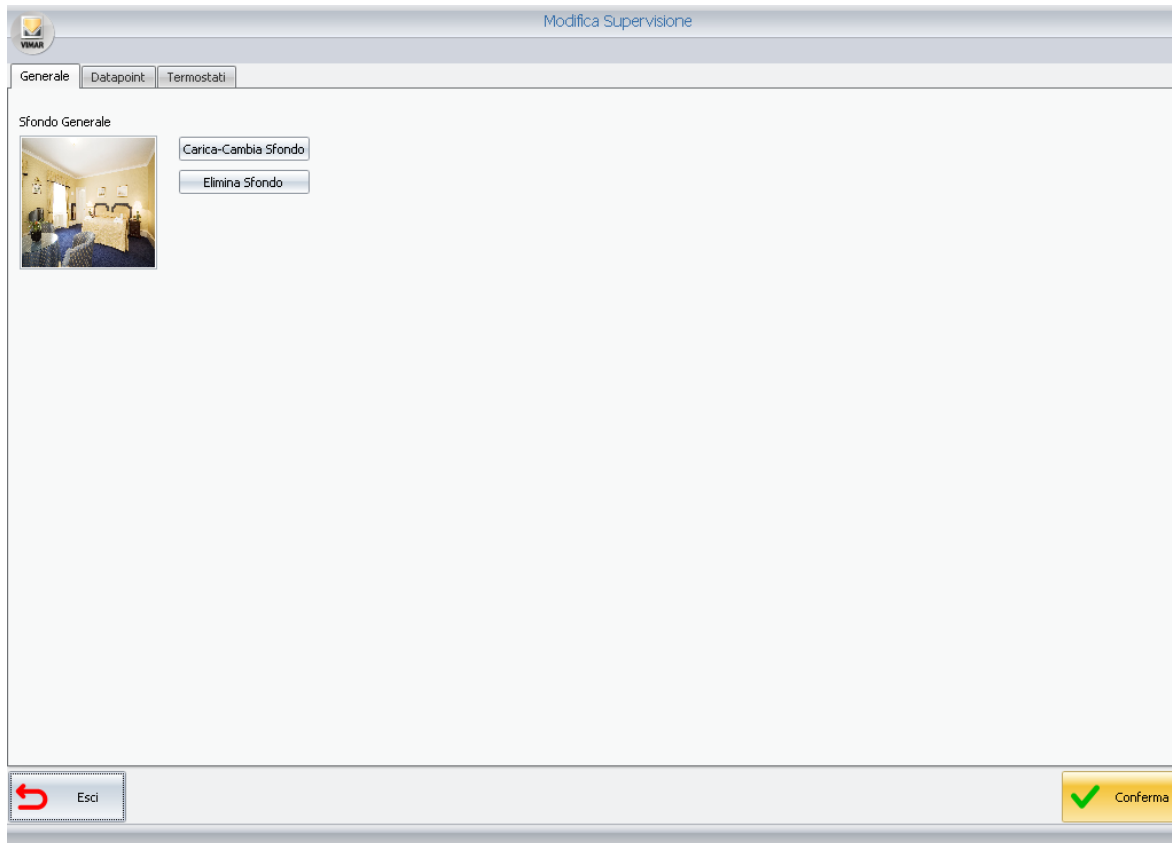 Modifica Supervisione
VIMAR
Generale Datapoint Termostati
Sfondo Generale
Carica-Cambia Sfondo
Elimina Sfondo
Esci
Conferma